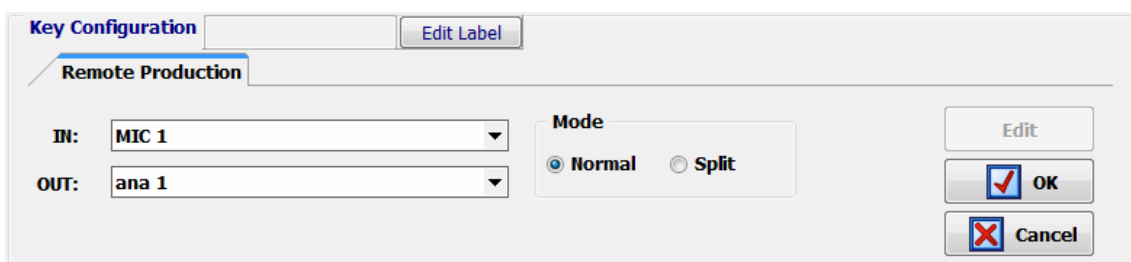 Key Configuration Edit Label
Remote Production
IN: MIC 1
OUT: ana 1
Mode
Normal Split
Edit
OK
Cancel